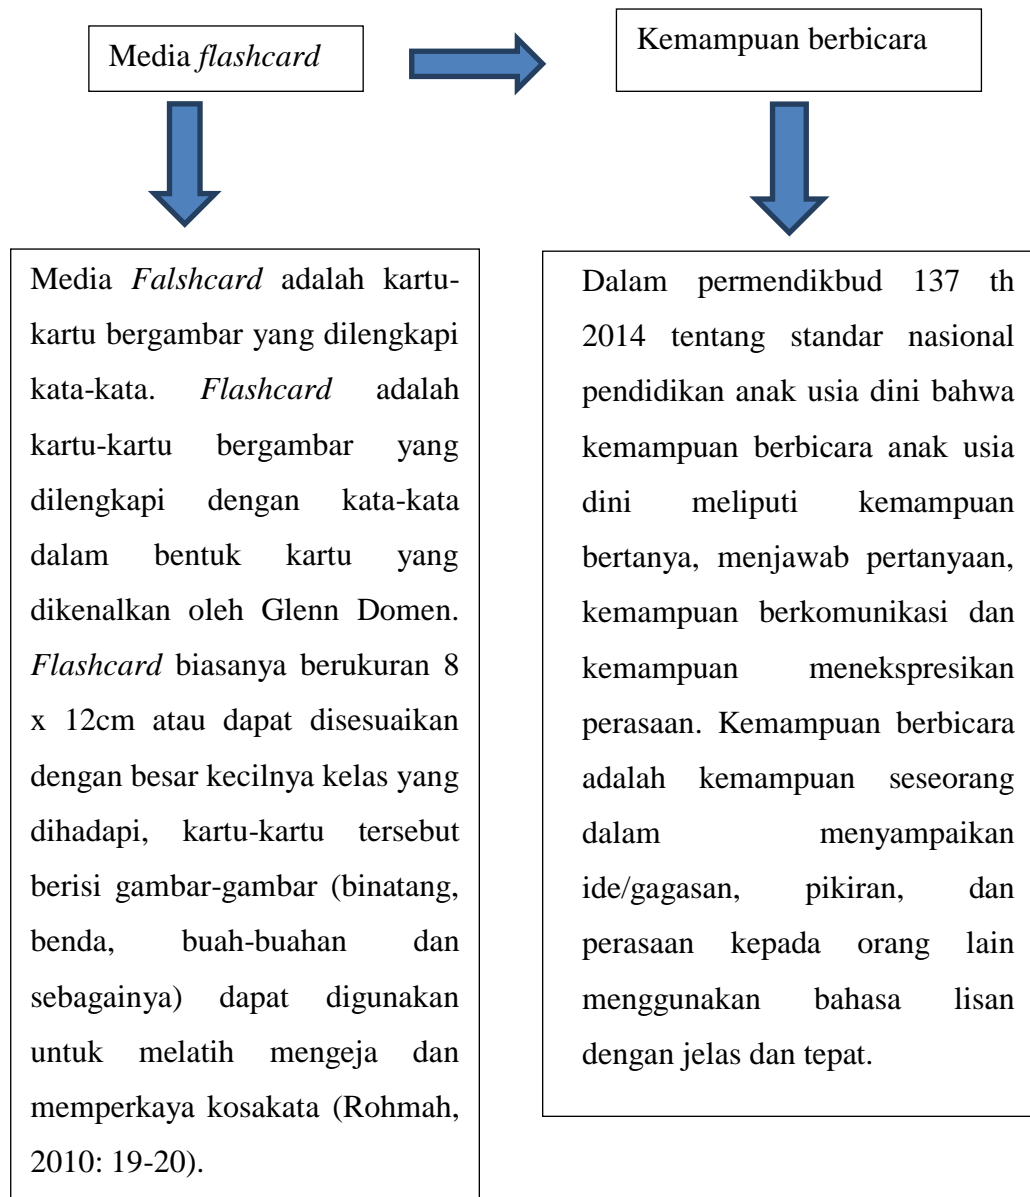 Media flashcard
Kemampuan berbicara
Media Falshcard adalah kartu-
kartu bergambar yang dilengkapi
kata-kata. Flashcard adalah
kartu-kartu bergambar yang
dilengkapi dengan kata-kata
dalam bentuk kartu yang
dikenalkan oleh Glenn Domen.
Flashcard biasanya berukuran 8
x 12cm atau dapat disesuaikan
dengan besar kecilnya kelas yang
dihadapi, kartu-kartu tersebut
berisi gambar-gambar (binatang,
benda, buah-buahan dan
sebagainya) dapat digunakan
untuk melatih mengeja dan
memperkaya kosakata (Rohmah,
2010: 19-20).
Dalam permendikbud 137 th
2014 tentang standar nasional
pendidikan anak usia dini bahwa
kemampuan berbicara anak usia
dini meliputi kemampuan
bertanya, menjawab pertanyaan,
kemampuan berkomunikasi dan
kemampuan menekspresikan
perasaan. Kemampuan berbicara
adalah kemampuan seseorang
dalam menyampaikan
ide/gagasan, pikiran, dan
perasaan kepada orang lain
menggunakan bahasa lisan
dengan jelas dan tepat.